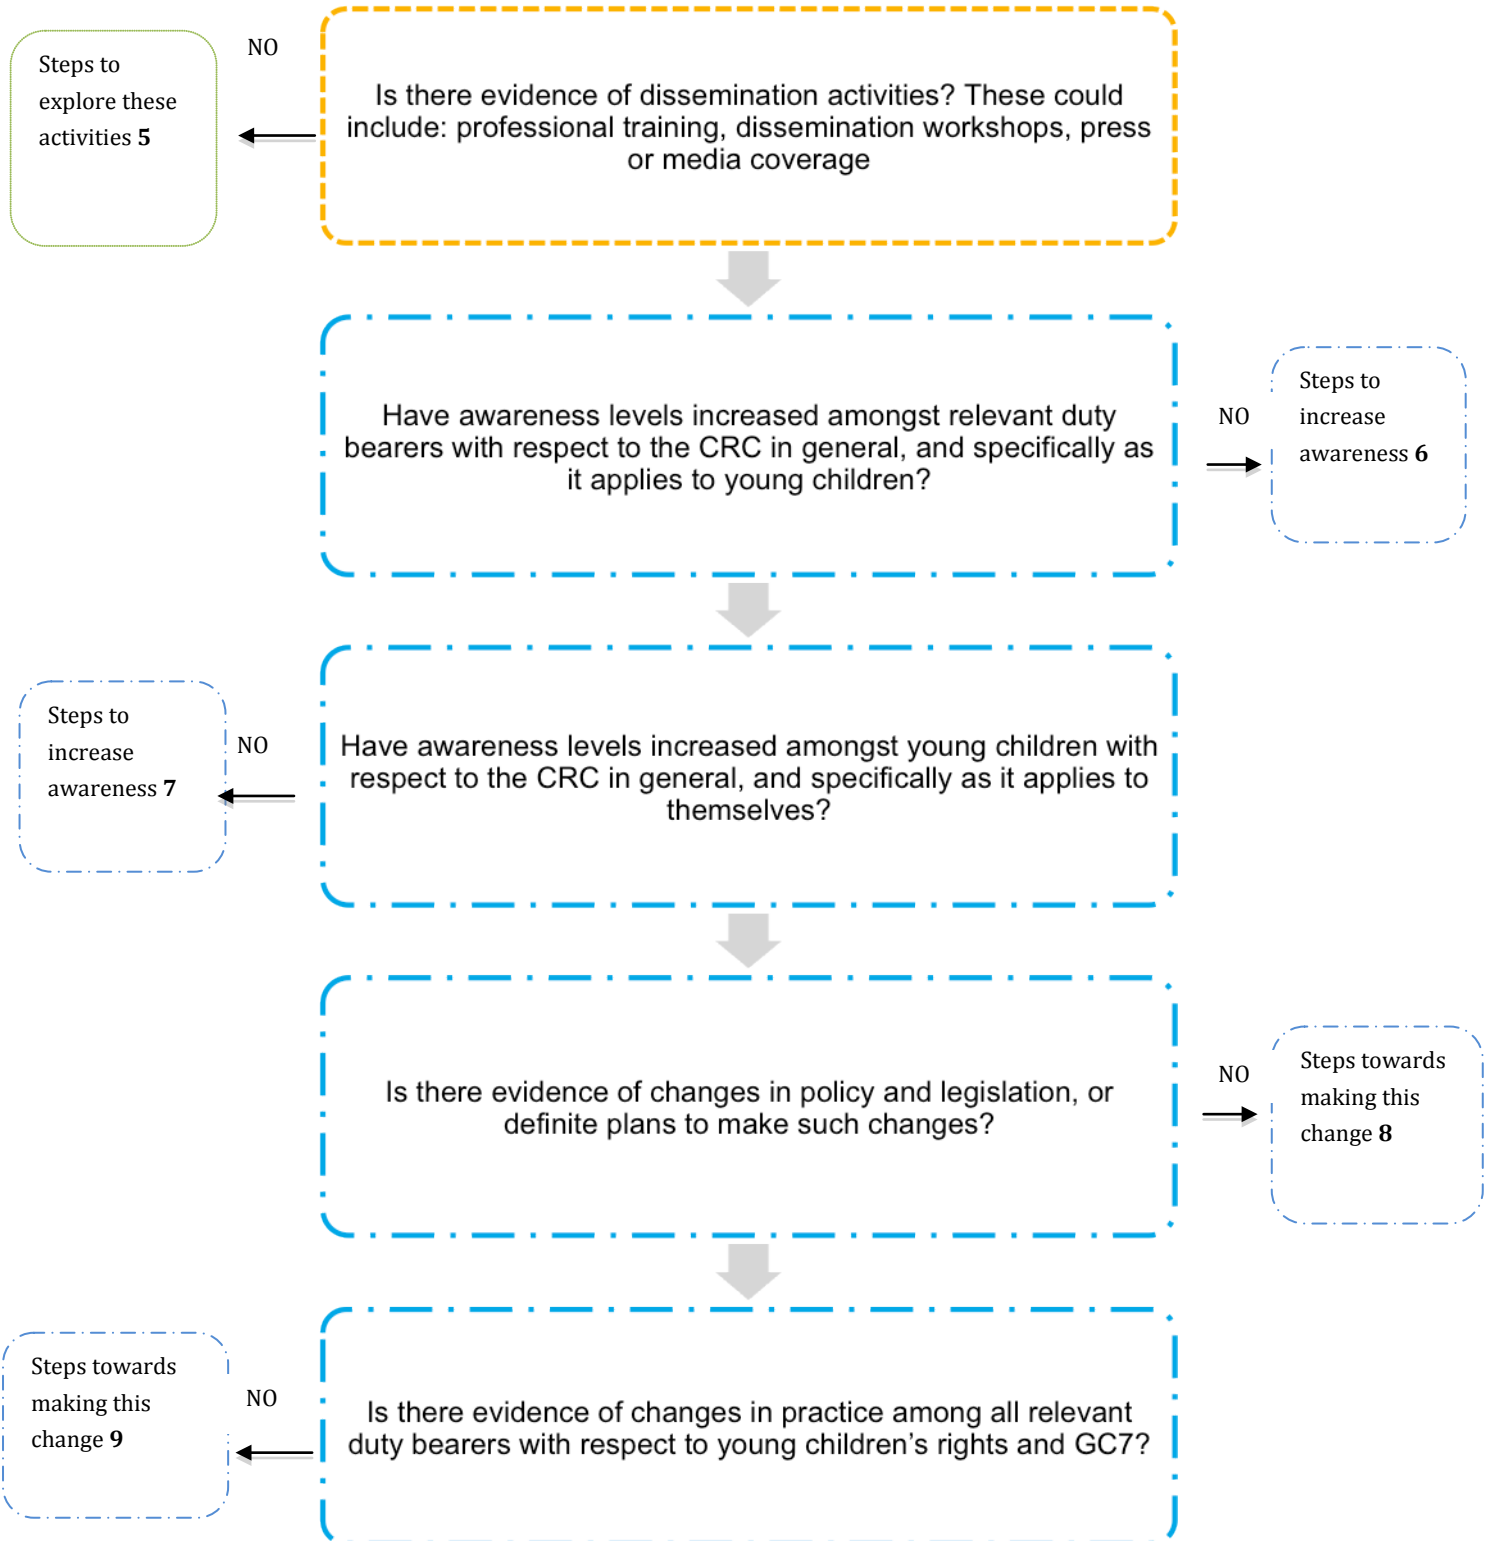 Steps to
explore these
activities 5
NO
Is there evidence of dissemination activities? These could
include: professional training, dissemination workshops, press
or media coverage
Have awareness levels increased amongst relevant duty
bearers with respect to the CRC in general, and specifically as
it applies to young children?
NO
Steps to
increase
awareness 6
Steps to
increase
awareness 7
NO
Have awareness levels increased amongst young children with
respect to the CRC in general, and specifically as it applies to
themselves?
Is there evidence of changes in policy and legislation, or
definite plans to make such changes?
NO
Steps towards
making this
change 8
Steps towards
making this
change 9
NO
Is there evidence of changes in practice among all relevant
duty bearers with respect to young children’s rights and GC7?